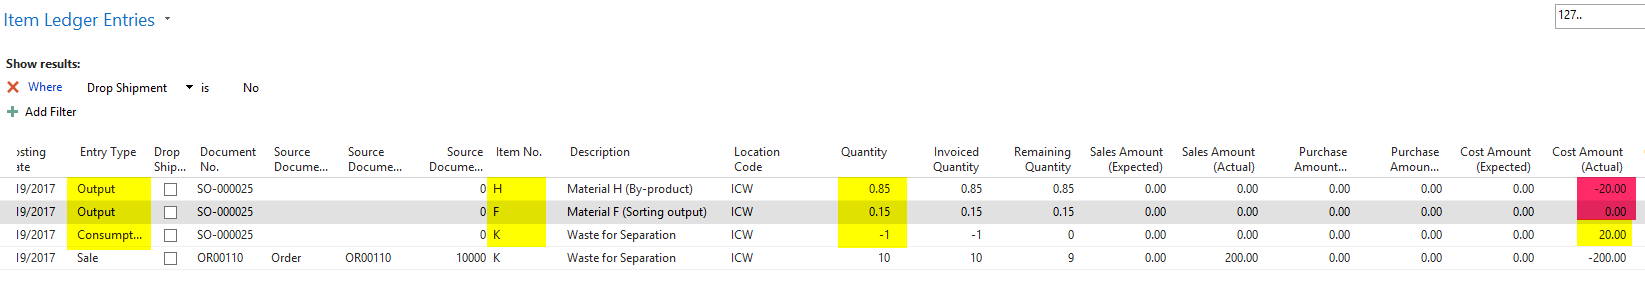 Item Ledger Entries
127..
Show results:
Where Drop Shipment is No
Add Filter
osting Entry Type Drop Document Source Source Source Item No. Description Location Quantity Invoiced Remaining Sales Amount Sales Amount Purchase Purchase Cost Amount Cost Amount
ate Ship... No. Docume... Docume... Docume... Code Quantity Quantity (Expected) (Actual) Amount... Amoun... (Expected) (Actual)
19/2017 Output SO-000025 0 H Material H (By-product) ICW 0.85 0.85 0.85 0.00 0.00 0.00 0.00 0.00 -20.00
19/2017 Output SO-000025 0 F Material F (Sorting output) ICW 0.15 0.15 0.15 0.00 0.00 0.00 0.00 0.00 0.00
19/2017 Consumpt... SO-000025 0 K Waste for Separation ICW -1 -1 0 0.00 0.00 0.00 0.00 0.00 20.00
19/2017 Sale OR00110 Order OR00110 10000 K Waste for Separation ICW 10 10 9 0.00 200.00 0.00 0.00 0.00 -200.00